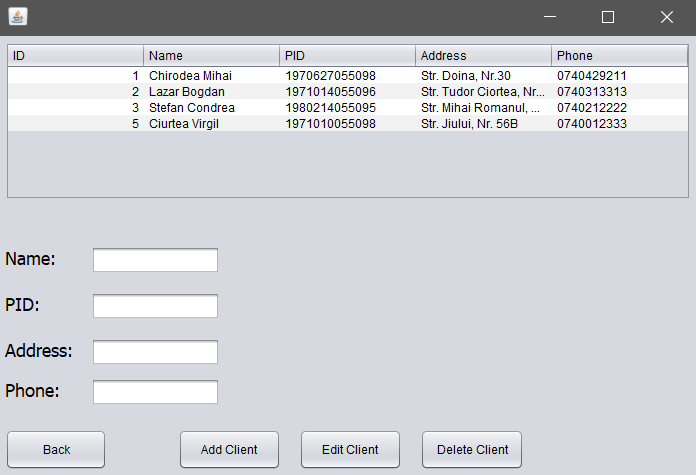 ID Name PID Address Phone
1 Chirodea Mihai 1970627055098 Str. Doina, Nr.30 0740429211
2 Lazar Bogdan 1971014055096 Str. Tudor Ciortea, Nr... 0740313313
3 Stefan Condrea 1980214055095 Str. Mihai Romanul, ... 0740212222
5 Ciurtea Virgil 1971010055098 Str. Jiului, Nr. 56B 0740012333
Name:
PID:
Address:
Phone:
Back Add Client Edit Client Delete Client